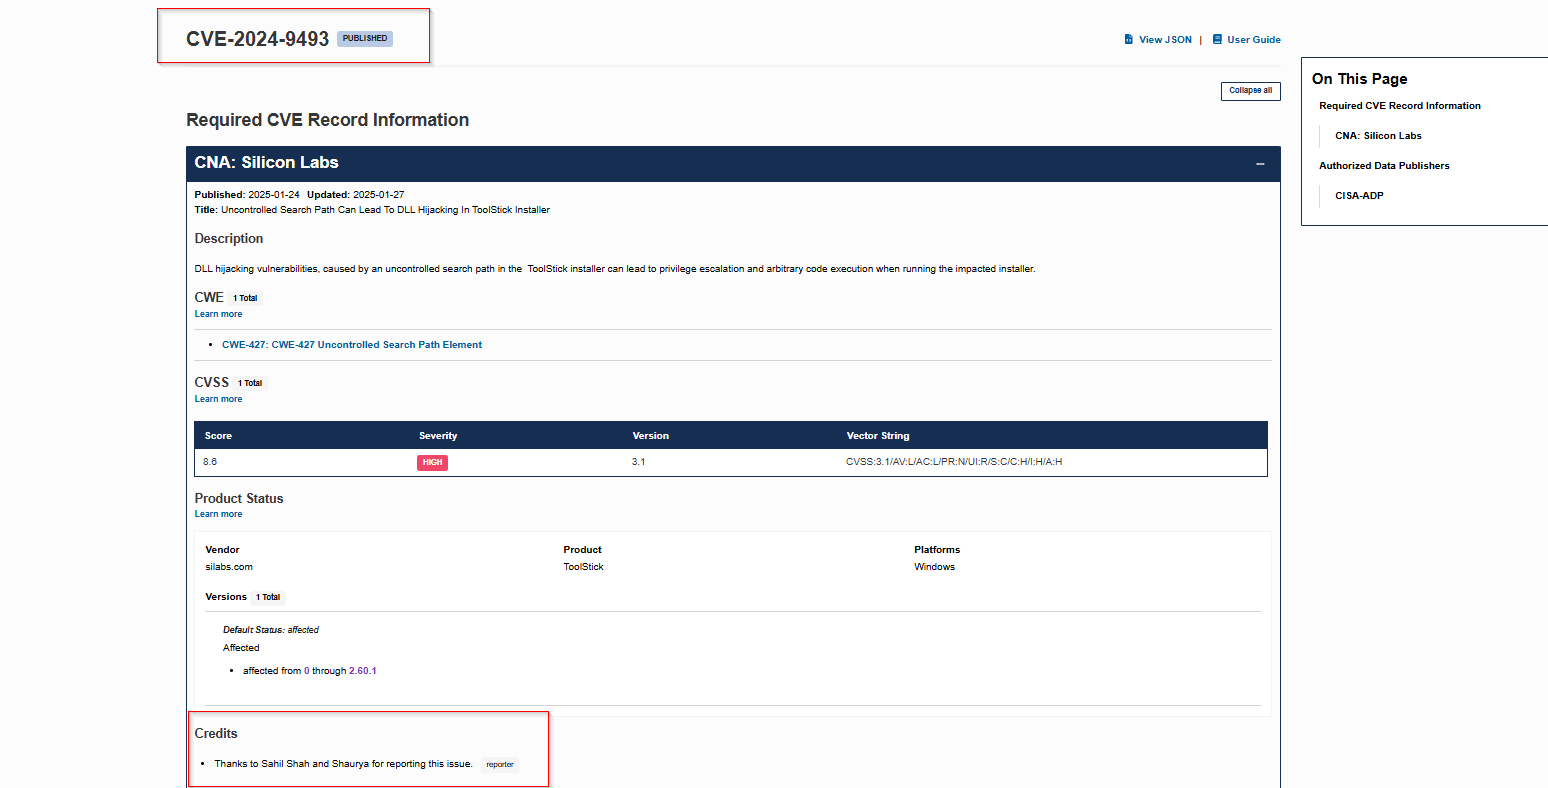 CVE-2024-9493 PUBLISHED
View JSON | User Guide
Collapse all
On This Page
Required CVE Record Information
CNA: Silicon Labs
Authorized Data Publishers
CISA-ADP
Required CVE Record Information
CNA: Silicon Labs −
Published: 2025-01-24 Updated: 2025-01-27
Title: Uncontrolled Search Path Can Lead To DLL Hijacking In ToolStick Installer
Description
DLL hijacking vulnerabilities, caused by an uncontrolled search path in the ToolStick installer can lead to privilege escalation and arbitrary code execution when running the impacted installer.
CWE 1 Total
Learn more
• CWE-427: CWE-427 Uncontrolled Search Path Element
CVSS 1 Total
Learn more
Score Severity Version Vector String
8.6 HIGH 3.1 CVSS:3.1/AV:L/AC:L/PR:N/UI:R/S:C/C:H/I:H/A:H
Product Status
Learn more
Vendor Product Platforms
silabs.com ToolStick Windows
Versions 1 Total
Default Status: affected
Affected
• affected from 0 through 2.60.1
Credits
• Thanks to Sahil Shah and Shaurya for reporting this issue. reporter